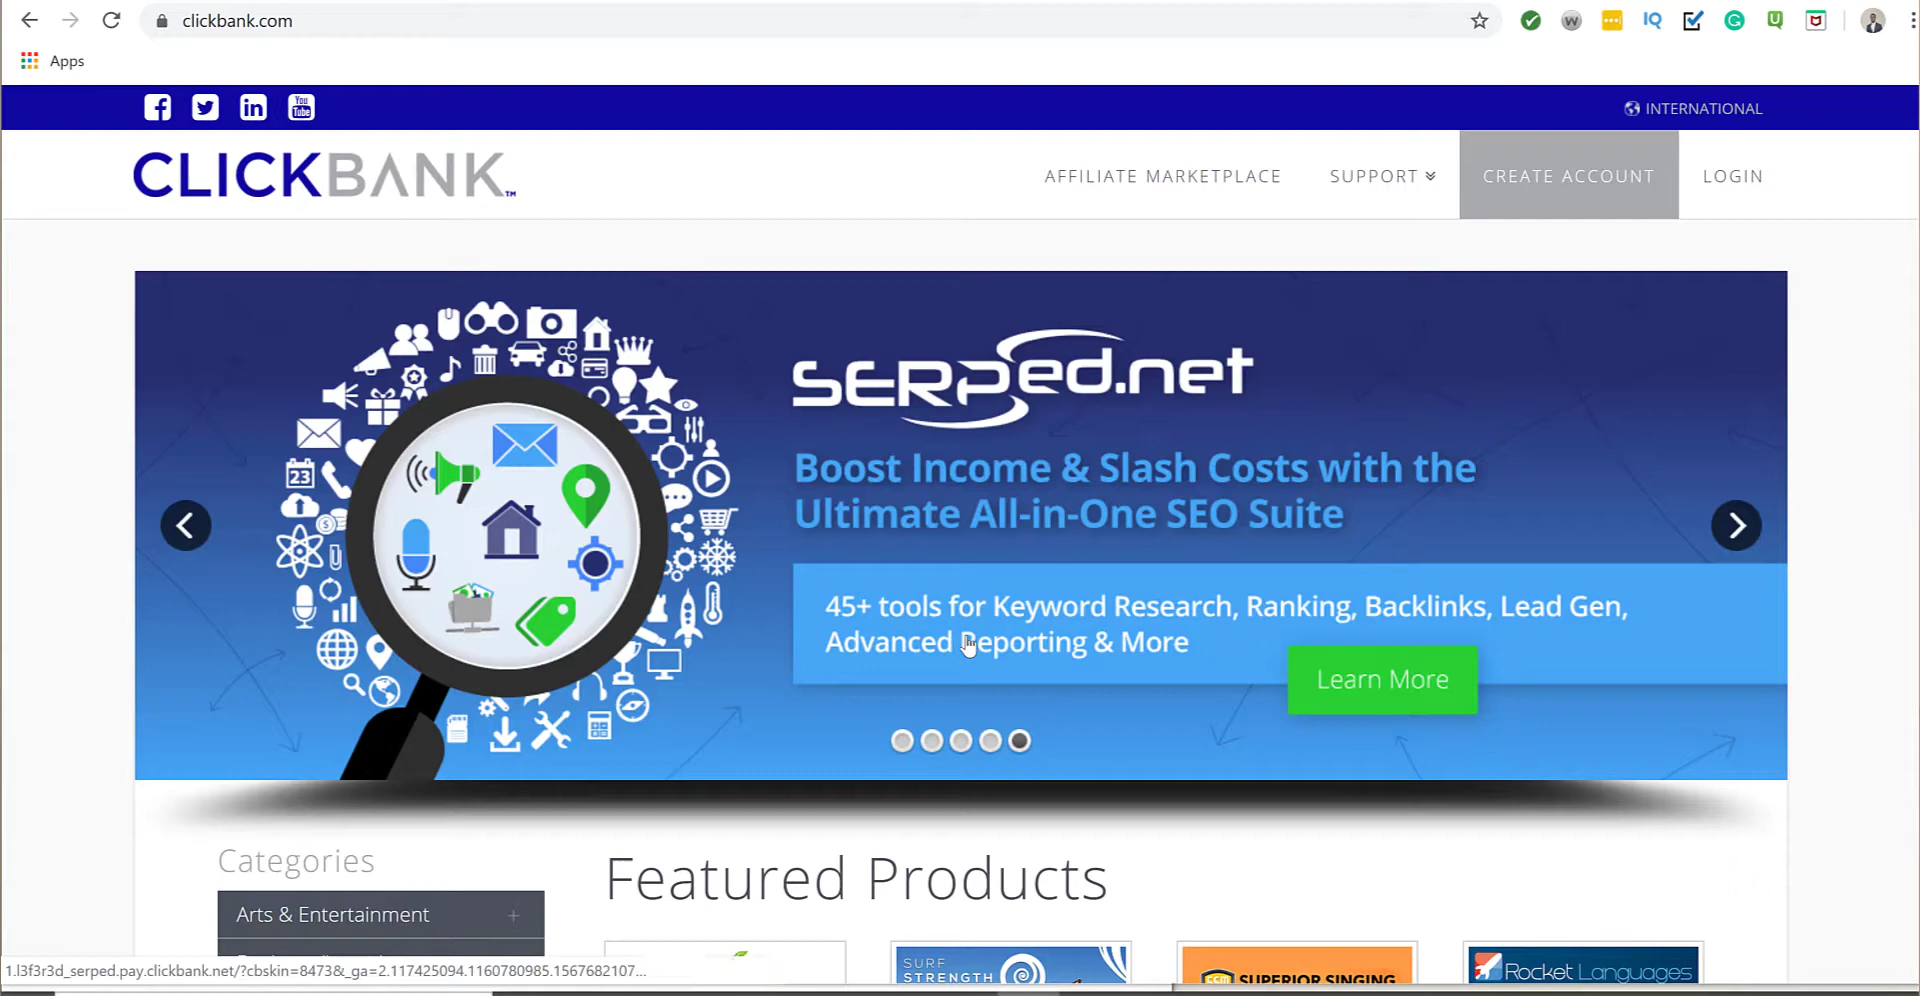 clickbank.com
Apps
INTERNATIONAL
CLICKBANK™
AFFILIATE MARKETPLACE
SUPPORT
CREATE ACCOUNT
LOGIN
SERPed.net
Boost Income & Slash Costs with the
Ultimate All-in-One SEO Suite
45+ tools for Keyword Research, Ranking, Backlinks, Lead Gen,
Advanced Reporting & More
Learn More
23
Categories
Arts & Entertainment
Featured Products
SURF
STRENGTH
SUPERIOR SINGING
Rocket Languages
1.l3f3r3d_serped.pay.clickbank.net/?cbskin=8473&_ga=2.117425094.1160780985.1567682107...